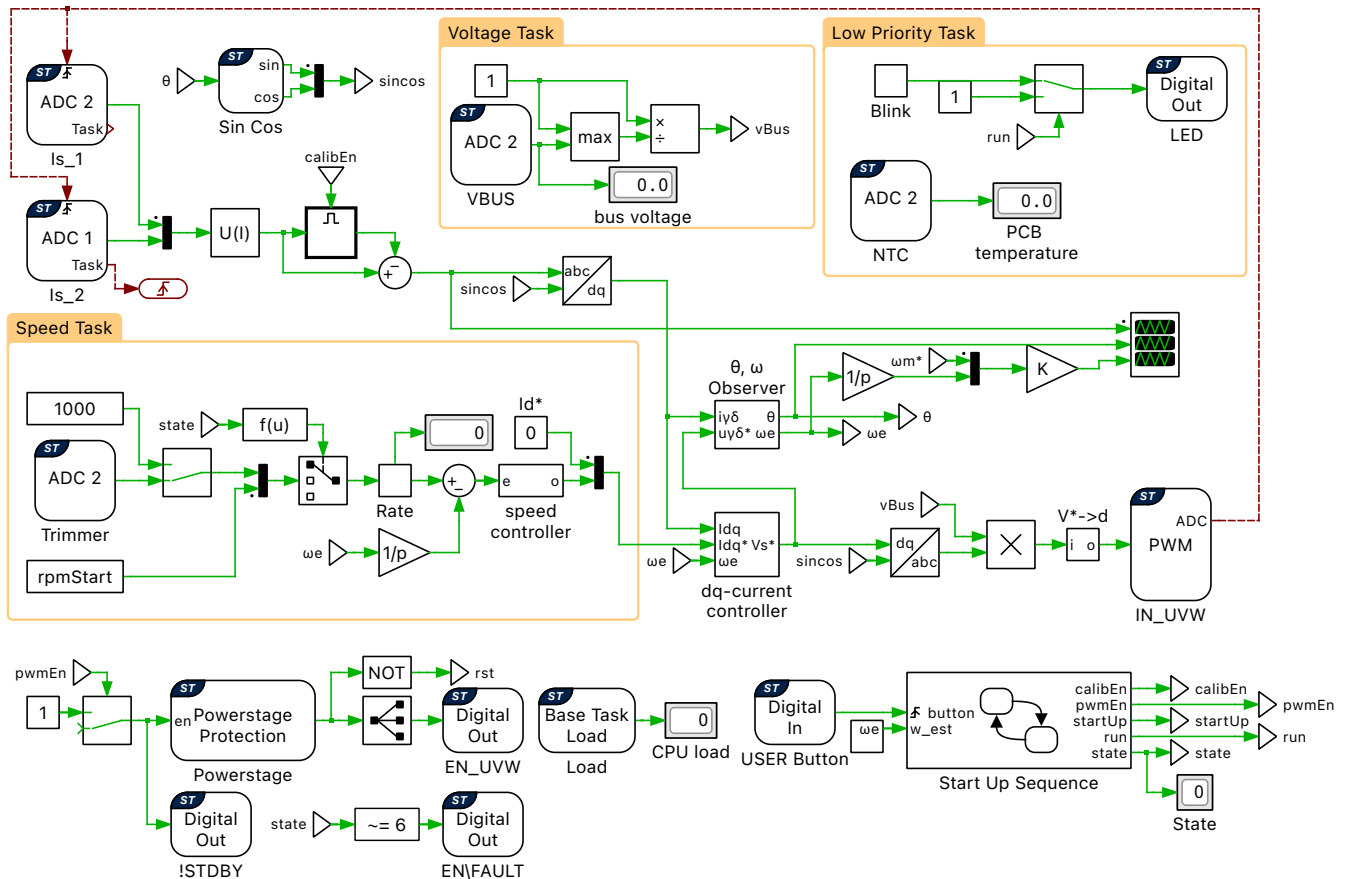 Voltage Task
Low Priority Task
ST
ADC 2
Task
Is_1
θ
ST
sin
cos
Sin Cos
sincos
1
ST
ADC 2
VBUS
max
×
÷
vBus
0.0
bus voltage
Blink
1
run
ST
Digital
Out
LED
ST
ADC 2
NTC
0.0
PCB
temperature
calibEn
ST
ADC 1
Task
Is_2
U(I)
+
−
sincos
abc
dq
Speed Task
1000
ST
ADC 2
Trimmer
rpmStart
state
f(u)
Rate
0
Id*
0
+
−
e
o
speed
controller
ωe
1/p
θ, ω
Observer
iγδ
θ
uγδ*
ωe
1/p
ωm*
K
θ
ωe
Idq
Idq*
Vs*
ωe
ωe
dq-current
controller
sincos
dq
abc
vBus
V*->d
i
o
ST
ADC
PWM
IN_UVW
pwmEn
1
ST
en
Powerstage
Protection
Powerstage
NOT
rst
ST
Digital
Out
EN_UVW
ST
Digital
Out
!STDBY
state
~= 6
ST
Digital
Out
EN\FAULT
ST
Base Task
Load
Load
0
CPU load
ST
Digital
In
USER Button
ωe
button
w_est
calibEn
pwmEn
startUp
run
state
Start Up Sequence
calibEn
pwmEn
startUp
run
state
0
State